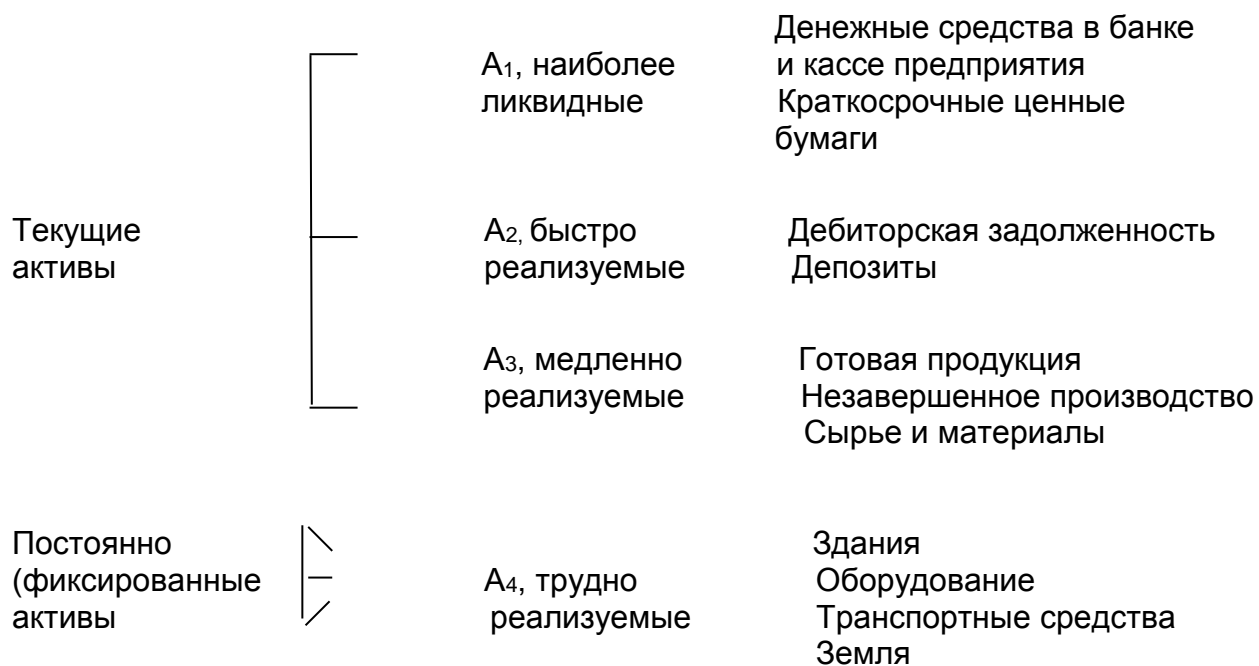 Денежные средства в банке
А1, наиболее и кассе предприятия
ликвидные Краткосрочные ценные
бумаги
Текущие А2, быстро Дебиторская задолженность
активы реализуемые Депозиты
А3, медленно Готовая продукция
реализуемые Незавершенное производство
Сырье и материалы
Постоянно Здания
(фиксированные А4, трудно Оборудование
активы реализуемые Транспортные средства
Земля